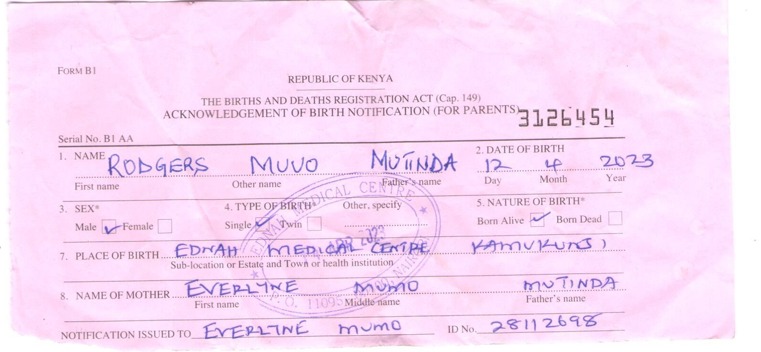 FORM B1
REPUBLIC OF KENYA
THE BIRTHS AND DEATHS REGISTRATION ACT (Cap. 149)
ACKNOWLEDGEMENT OF BIRTH NOTIFICATION (FOR PARENTS) 3126454
Serial No. B1 AA
1. NAME RODGERS MUVO MUTINDA 2. DATE OF BIRTH 12 4 2023
First name Other name Father's name Day Month Year
3. SEX* 4. TYPE OF BIRTH* Other, specify 5. NATURE OF BIRTH*
Male Female Single Twin Born Alive Born Dead
7. PLACE OF BIRTH EDNAH MEDICAL CENTRE KAMUKUNJI
Sub-location or Estate and Town or health institution
8. NAME OF MOTHER EVERLYNE MUMO MUTINDA
First name Middle name Father's name
NOTIFICATION ISSUED TO EVERLYNE MUMO ID No. 28112698
EDNAH MEDICAL CENTRE